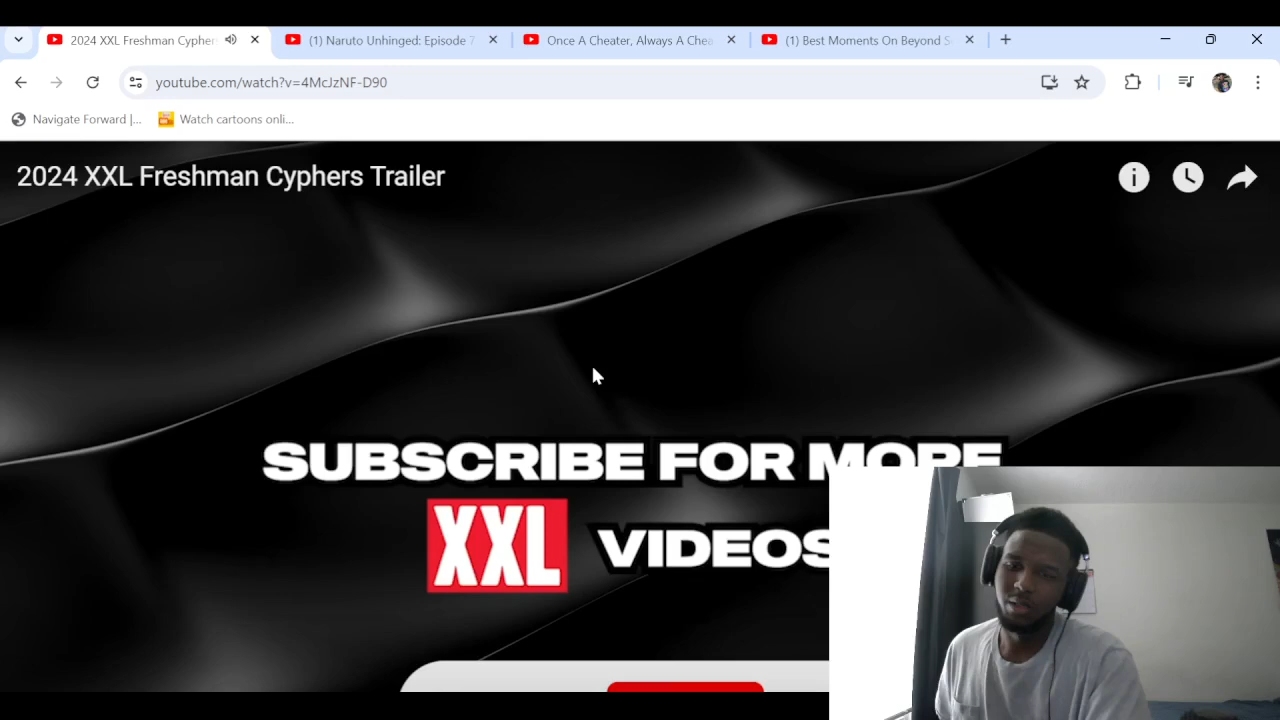 2024 XXL Freshman Cyphers
(1) Naruto Unhinged: Episode 7
Once A Cheater, Always A Chea
(1) Best Moments On Beyond S
youtube.com/watch?v=4McJzNF-D90
Navigate Forward |...
Watch cartoons onli...
2024 XXL Freshman Cyphers Trailer
SUBSCRIBE FOR MORE
XXL VIDEOS